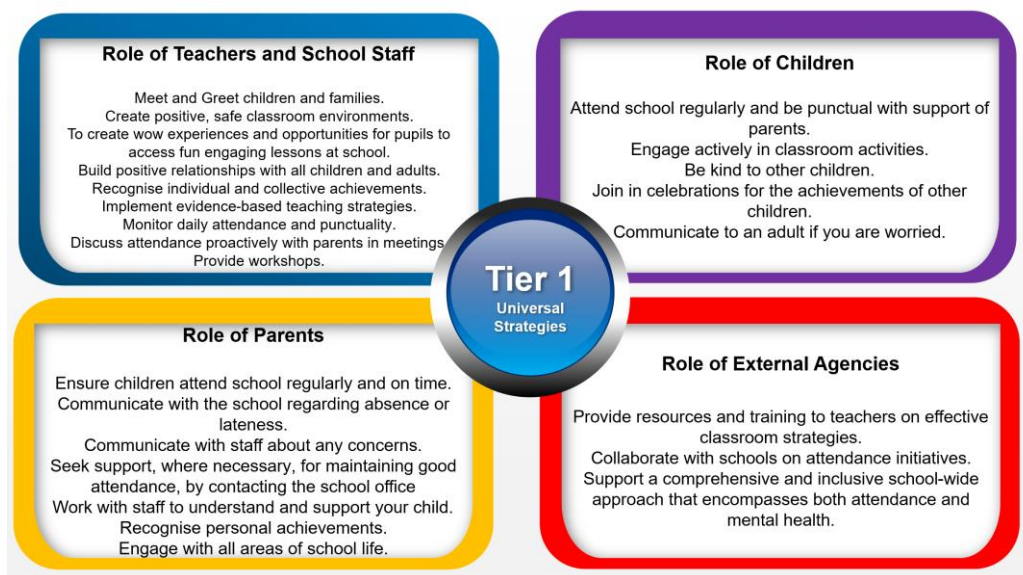 Role of Teachers and School Staff
Meet and Greet children and families.
Create positive, safe classroom environments.
To create wow experiences and opportunities for pupils to
access fun engaging lessons at school.
Build positive relationships with all children and adults.
Recognise individual and collective achievements.
Implement evidence-based teaching strategies.
Monitor daily attendance and punctuality.
Discuss attendance proactively with parents in meetings
Provide workshops.
Role of Children
Attend school regularly and be punctual with support of
parents.
Engage actively in classroom activities.
Be kind to other children.
Join in celebrations for the achievements of other
children.
Communicate to an adult if you are worried.
Tier 1
Universal
Strategies
Role of Parents
Ensure children attend school regularly and on time.
Communicate with the school regarding absence or
lateness.
Communicate with staff about any concerns.
Seek support, where necessary, for maintaining good
attendance, by contacting the school office
Work with staff to understand and support your child.
Recognise personal achievements.
Engage with all areas of school life.
Role of External Agencies
Provide resources and training to teachers on effective
classroom strategies.
Collaborate with schools on attendance initiatives.
Support a comprehensive and inclusive school-wide
approach that encompasses both attendance and
mental health.